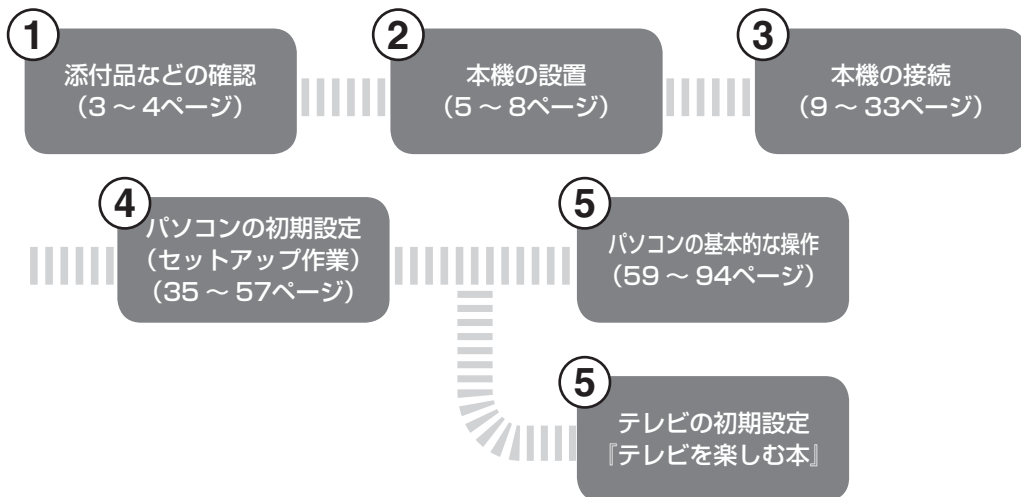 1
添付品などの確認
(3 ～ 4ページ)
2
本機の設置
(5 ～ 8ページ)
3
本機の接続
(9 ～ 33ページ)
4
パソコンの初期設定
(セットアップ作業)
(35 ～ 57ページ)
5
パソコンの基本的な操作
(59 ～ 94ページ)
5
テレビの初期設定
『テレビを楽しむ本』